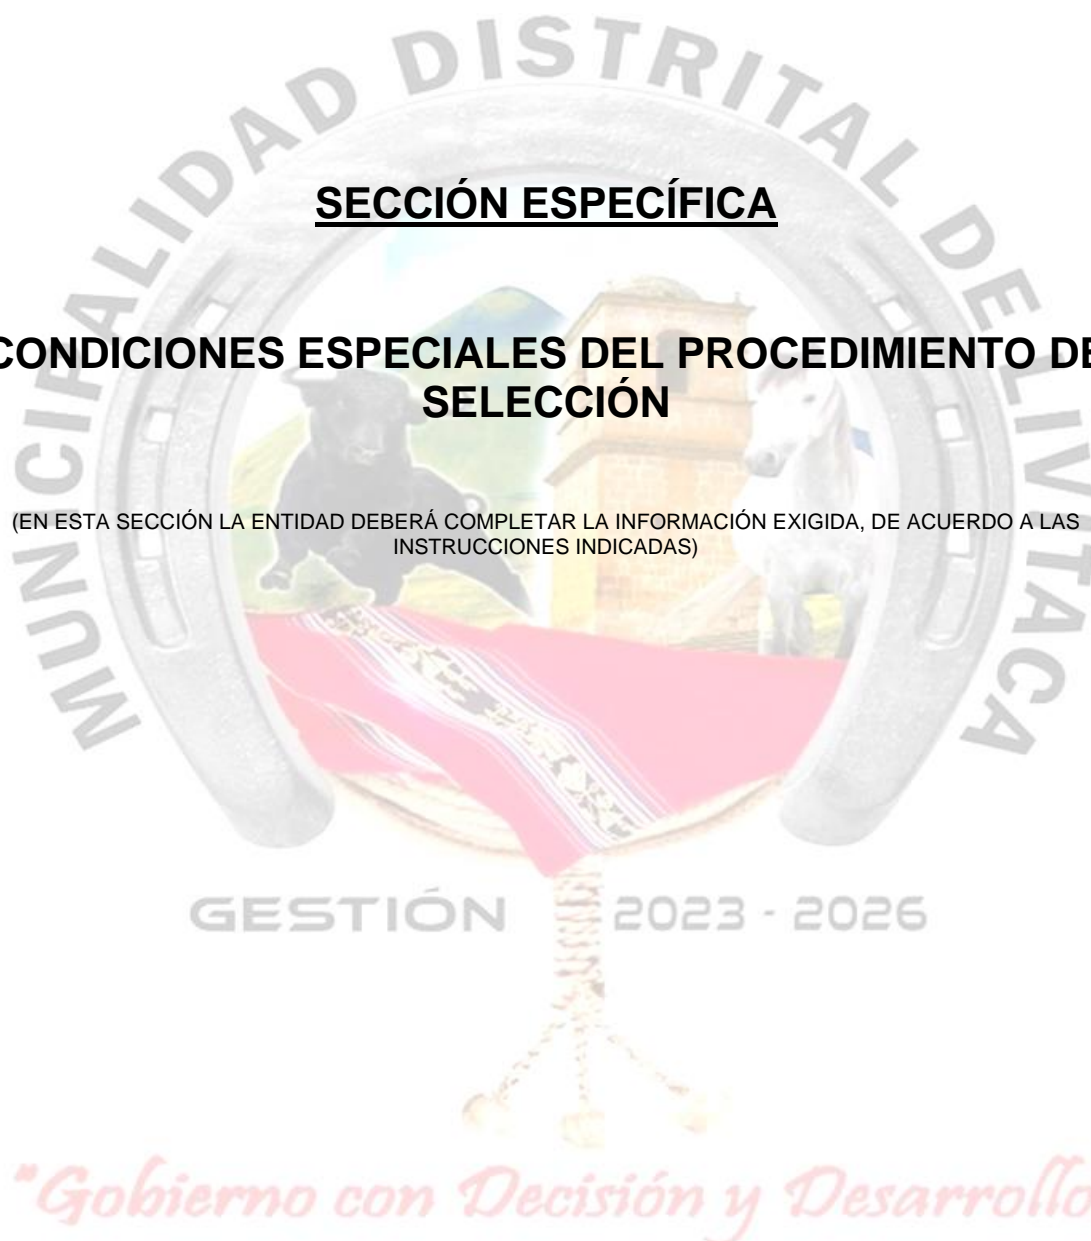 MUNICIPALIDAD DISTRITAL DE LIVITACA
SECCIÓN ESPECÍFICA
CONDICIONES ESPECIALES DEL PROCEDIMIENTO DE
SELECCIÓN
(EN ESTA SECCIÓN LA ENTIDAD DEBERÁ COMPLETAR LA INFORMACIÓN EXIGIDA, DE ACUERDO A LAS
INSTRUCCIONES INDICADAS)
GESTIÓN 2023 - 2026
"Gobierno con Decisión y Desarrollo